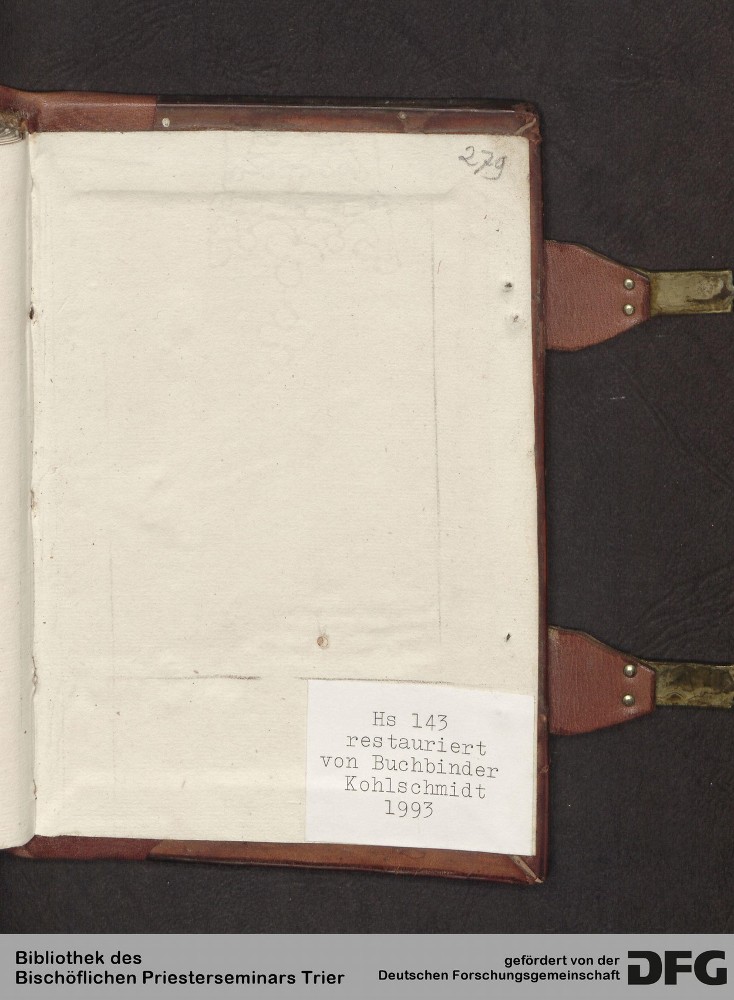 279
Hs 143
restauriert
von Buchbinder
Kohlschmidt
1993
Bibliothek des
Bischöflichen Priesterseminars Trier
gefördert von der
Deutschen Forschungsgemeinschaft
DFG